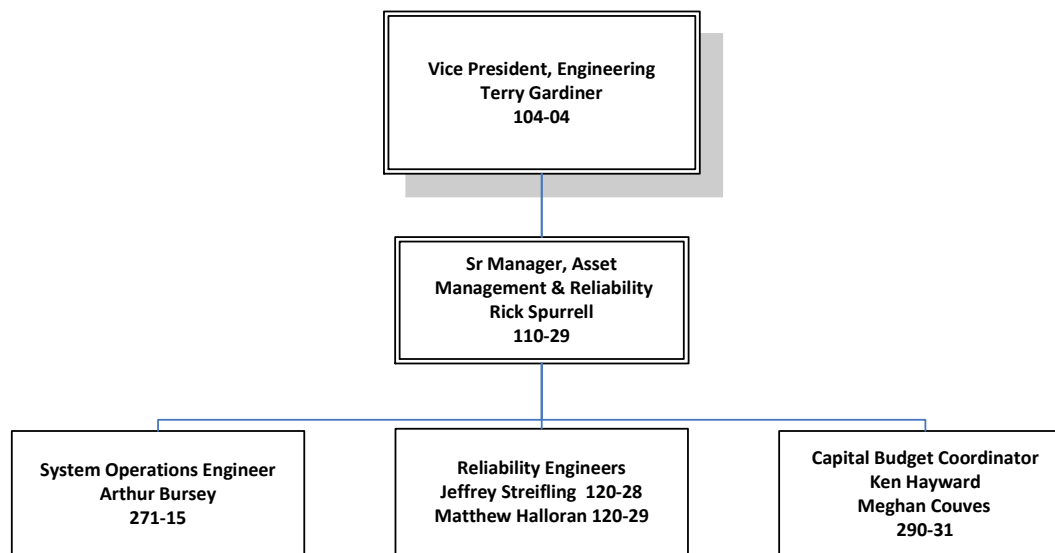 Vice President, Engineering
Terry Gardiner
104-04
Sr Manager, Asset
Management & Reliability
Rick Spurrell
110-29
System Operations Engineer
Arthur Bursey
271-15
Reliability Engineers
Jeffrey Streifling  120-28
Matthew Halloran 120-29
Capital Budget Coordinator
Ken Hayward
Meghan Couves
290-31